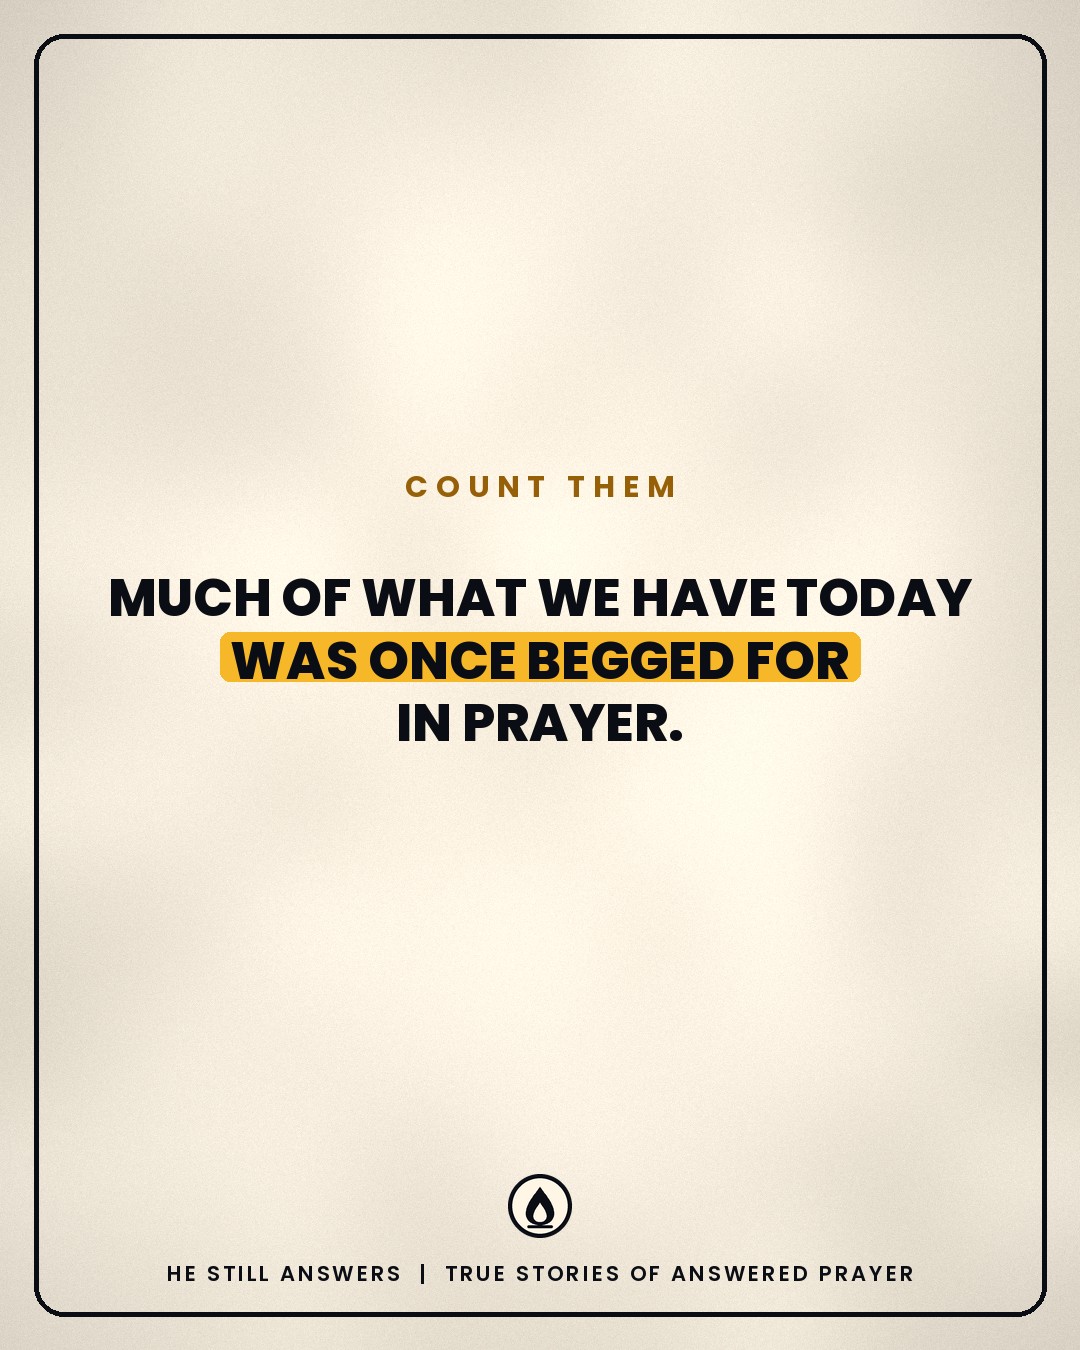 COUNT THEM
MUCH OF WHAT WE HAVE TODAY
WAS ONCE BEGGED FOR
IN PRAYER.
HE STILL ANSWERS | TRUE STORIES OF ANSWERED PRAYER